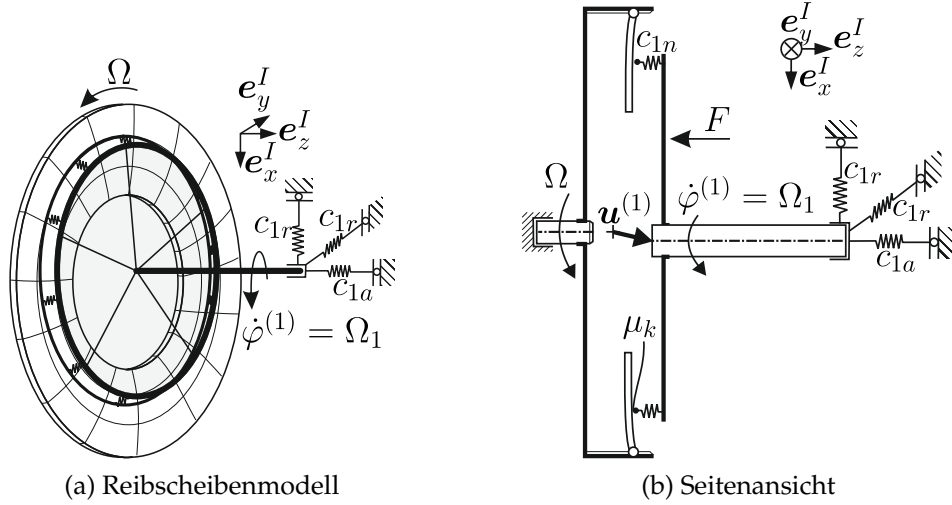 Ω
e_y^I
e_z^I
e_x^I
c_{1r}
c_{1r}
c_{1a}
φ̇^{(1)} = Ω_1
(a) Reibscheibenmodell
c_{1n}
e_y^I
e_z^I
e_x^I
F
Ω
u^{(1)}
φ̇^{(1)} = Ω_1
c_{1r}
c_{1r}
c_{1a}
μ_k
(b) Seitenansicht